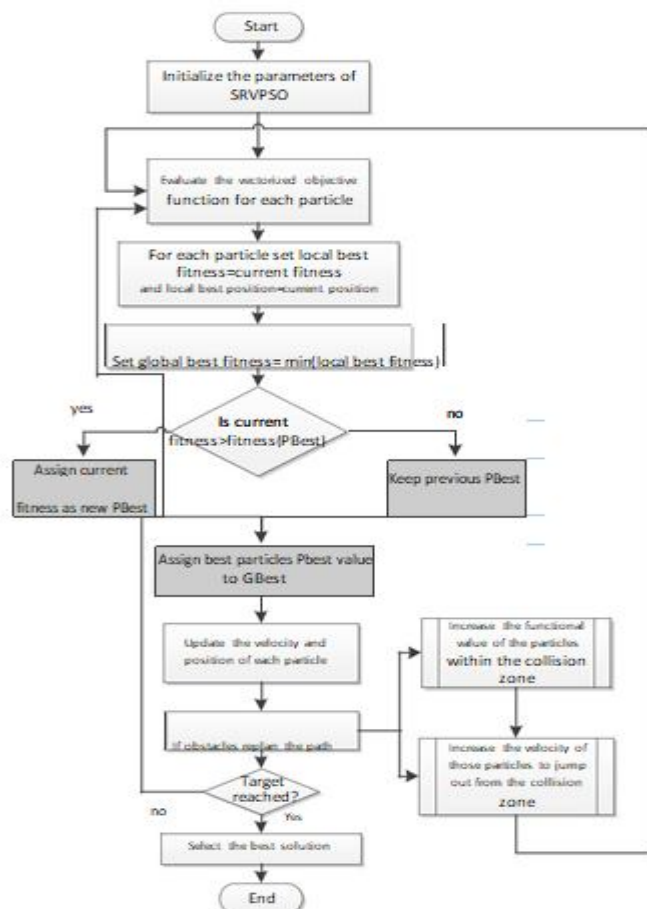 Start
Initialize the parameters of
SRVPSO
Evaluate the vectorized objective
function for each particle
For each particle set local best
fitness=current fitness
and local best position=current position
Set global best fitness= min(local best fitness)
yes
Is current
fitness>fitness(PBest)
no
Assign current
fitness as new PBest
Keep previous PBest
Assign best particles Pbest value
to GBest
Update the velocity and
position of each particle
Increase the functional
value of the particles
within the collision
zone
If obstacles replan the path
Increase the velocity of
those particles to jump
out from the collision
zone
Target
reached?
no
Yes
Select the best solution
End